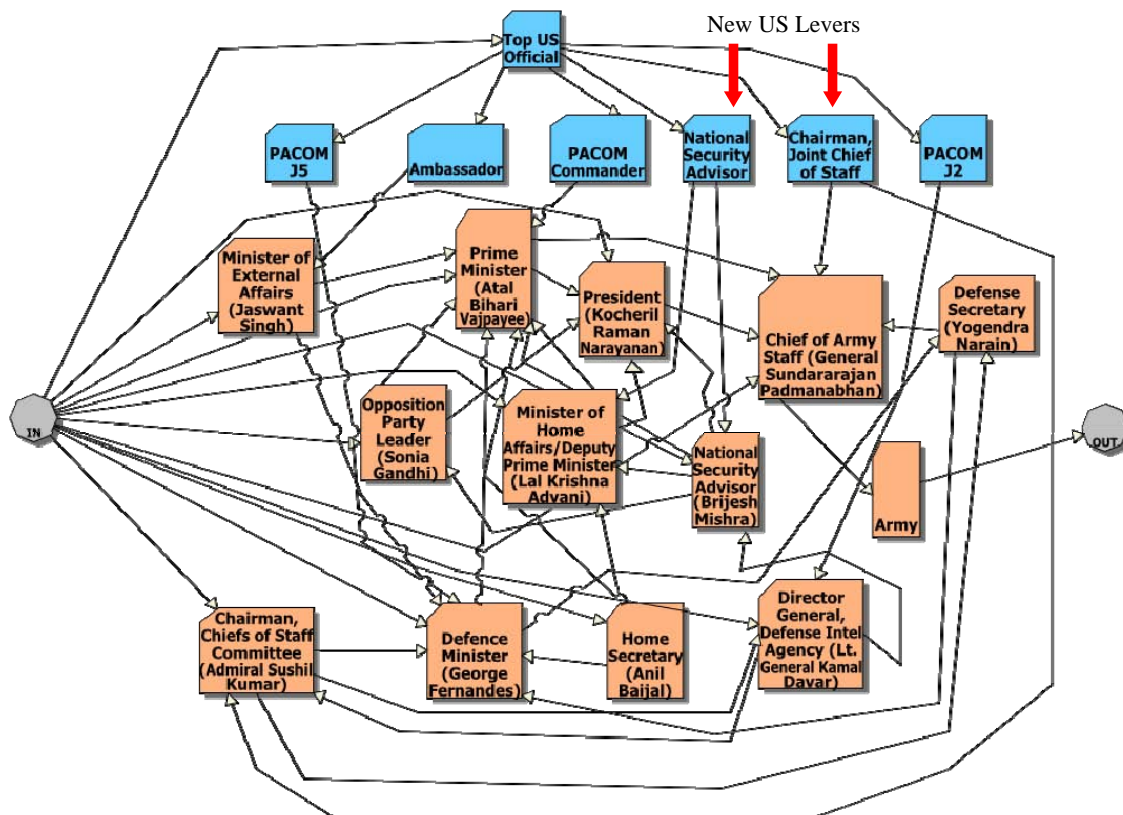 New US Levers
Top US
Official
PACOM
J5
Ambassador
PACOM
Commander
National
Security
Advisor
Chairman,
Joint Chief
of Staff
PACOM
J2
Minister of
External
Affairs
(Jaswant
Singh)
Prime
Minister
(Atal
Bihari
Vajpayee)
President
(Kocheril
Raman
Narayanan)
Chief of Army
Staff (General
Sundararajan
Padmanabhan)
Defense
Secretary
(Yogendra
Narain)
IN
Opposition
Party
Leader
(Sonia
Gandhi)
Minister of
Home
Affairs/Deputy
Prime Minister
(Lal Krishna
Advani)
National
Security
Advisor
(Brijesh
Mishra)
Army
OUT
Chairman,
Chiefs of Staff
Committee
(Admiral Sushil
Kumar)
Defence
Minister
(George
Fernandes)
Home
Secretary
(Anil
Baijal)
Director
General,
Defense Intel
Agency (Lt.
General Kamal
Davar)